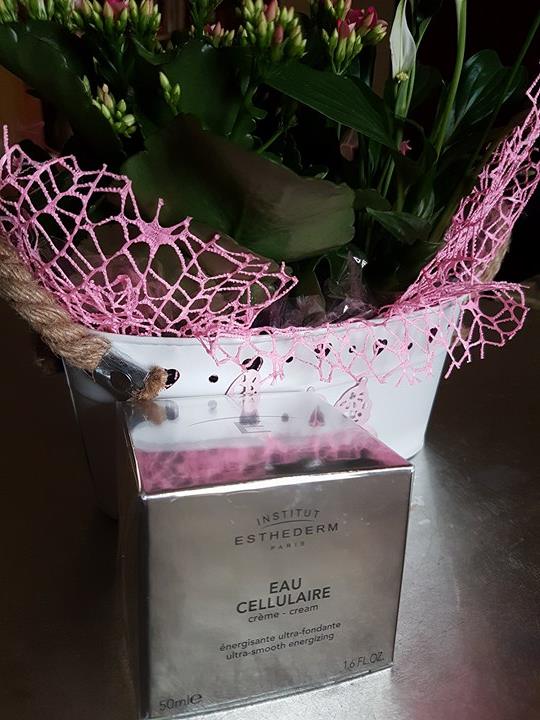 INSTITUT
ESTHEDERM
PARIS
EAU
CELLULAIRE
crème - cream
énergisante ultra-fondante
ultra-smooth energizing
50ml℮
1.6 FL.OZ.